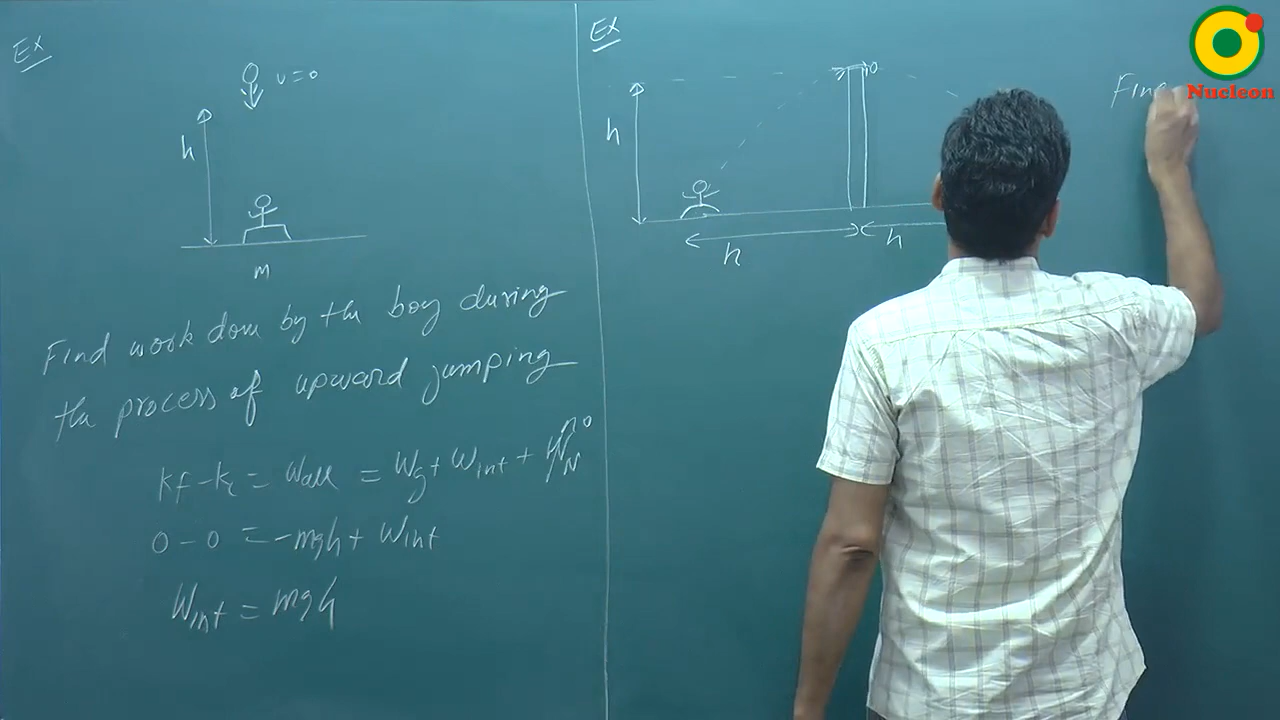 Ex
v=0
h
m
Find work done by the boy during
the process of upward jumping
kf - ki = Wall = Wg + Wint + WN 0
0 - 0 = -mgh + Wint
Wint = mgh
Ex
h
h
h
Nucleon